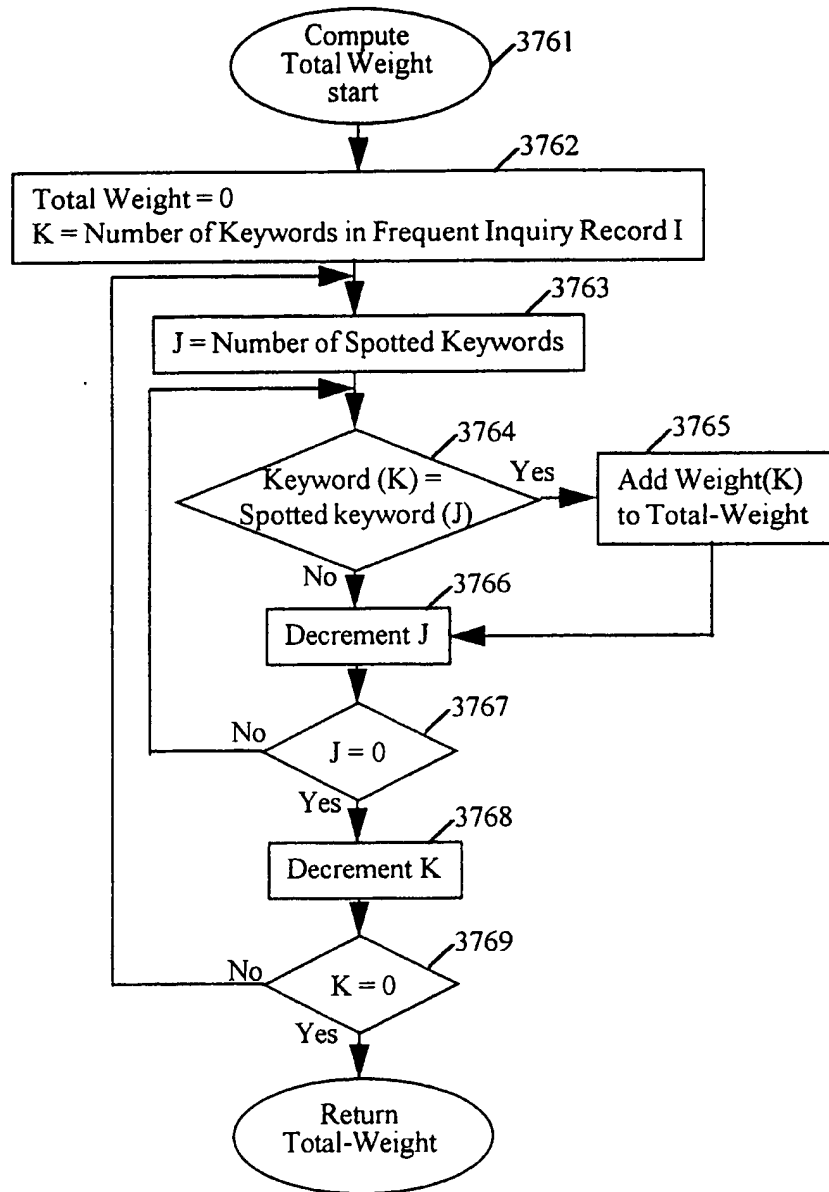 Compute
Total Weight
start
3761
3762
Total Weight = 0
K = Number of Keywords in Frequent Inquiry Record I
3763
J = Number of Spotted Keywords
3764
Keyword (K) =
Spotted keyword (J)
Yes
3765
Add Weight(K)
to Total-Weight
No
3766
Decrement J
3767
No
J = 0
Yes
3768
Decrement K
3769
No
K = 0
Yes
Return
Total-Weight